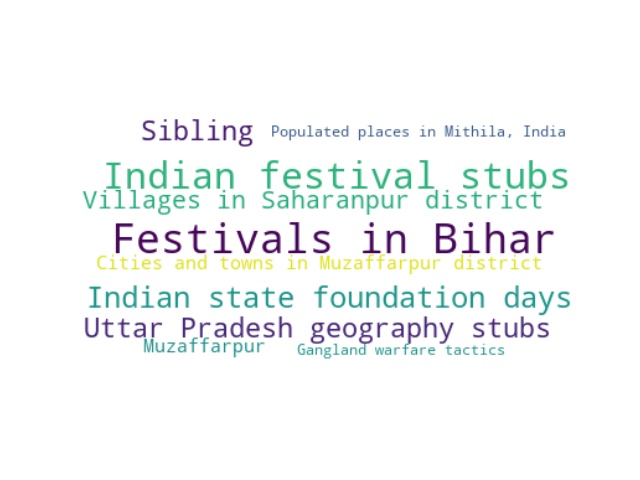 Sibling
Populated places in Mithila, India
Indian festival stubs
Villages in Saharanpur district
Festivals in Bihar
Cities and towns in Muzaffarpur district
Indian state foundation days
Uttar Pradesh geography stubs
Muzaffarpur
Gangland warfare tactics